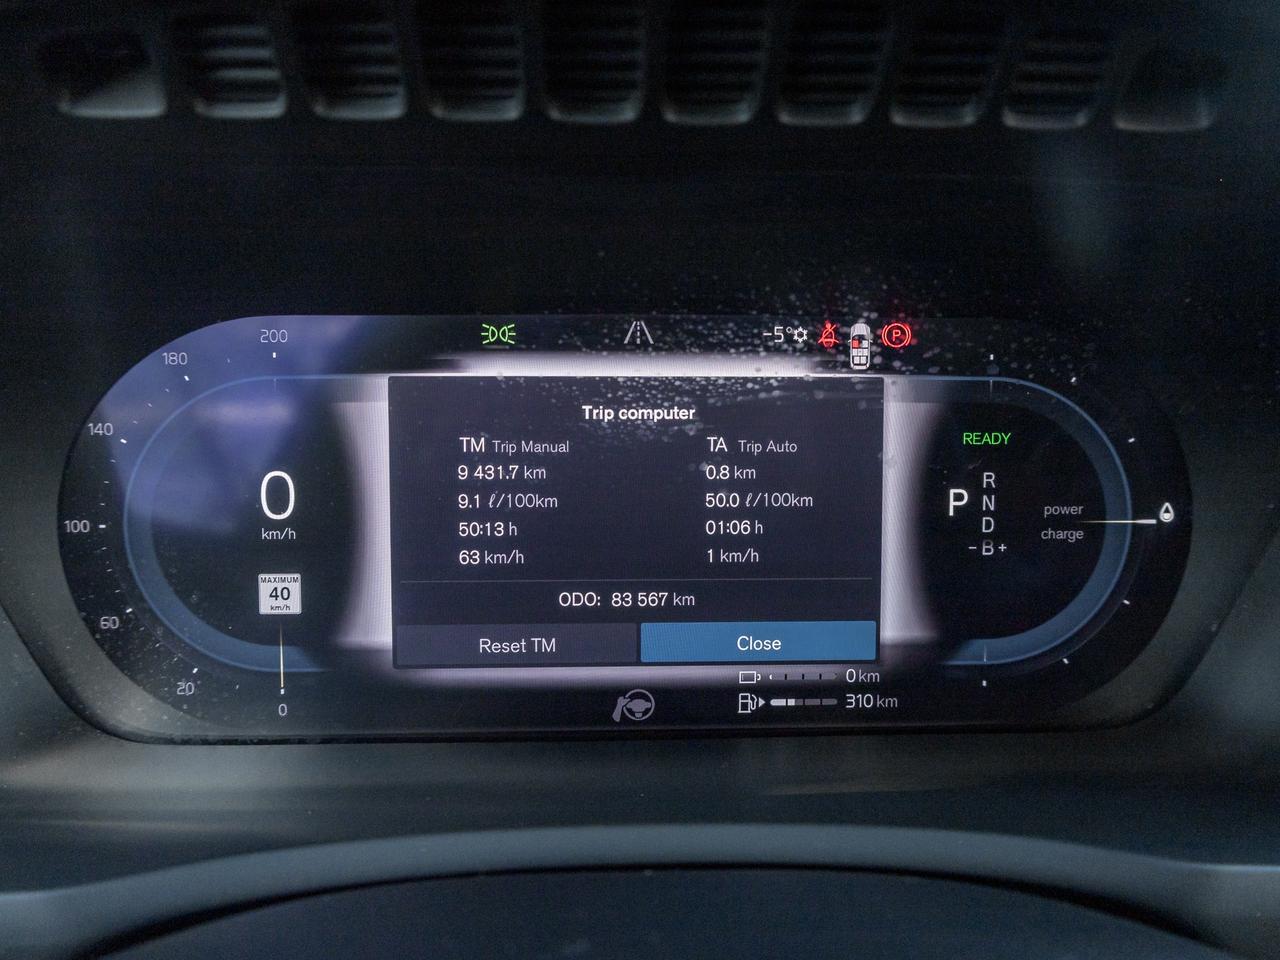 200
180
140
100
60
20
0
0
km/h
MAXIMUM
40
km/h
-5°
P
Trip computer
TM Trip Manual
9 431.7 km
9.1 ℓ/100km
50:13 h
63 km/h
TA Trip Auto
0.8 km
50.0 ℓ/100km
01:06 h
1 km/h
ODO: 83 567 km
Reset TM
Close
0 km
310 km
READY
P
R
N
D
- B +
power
charge